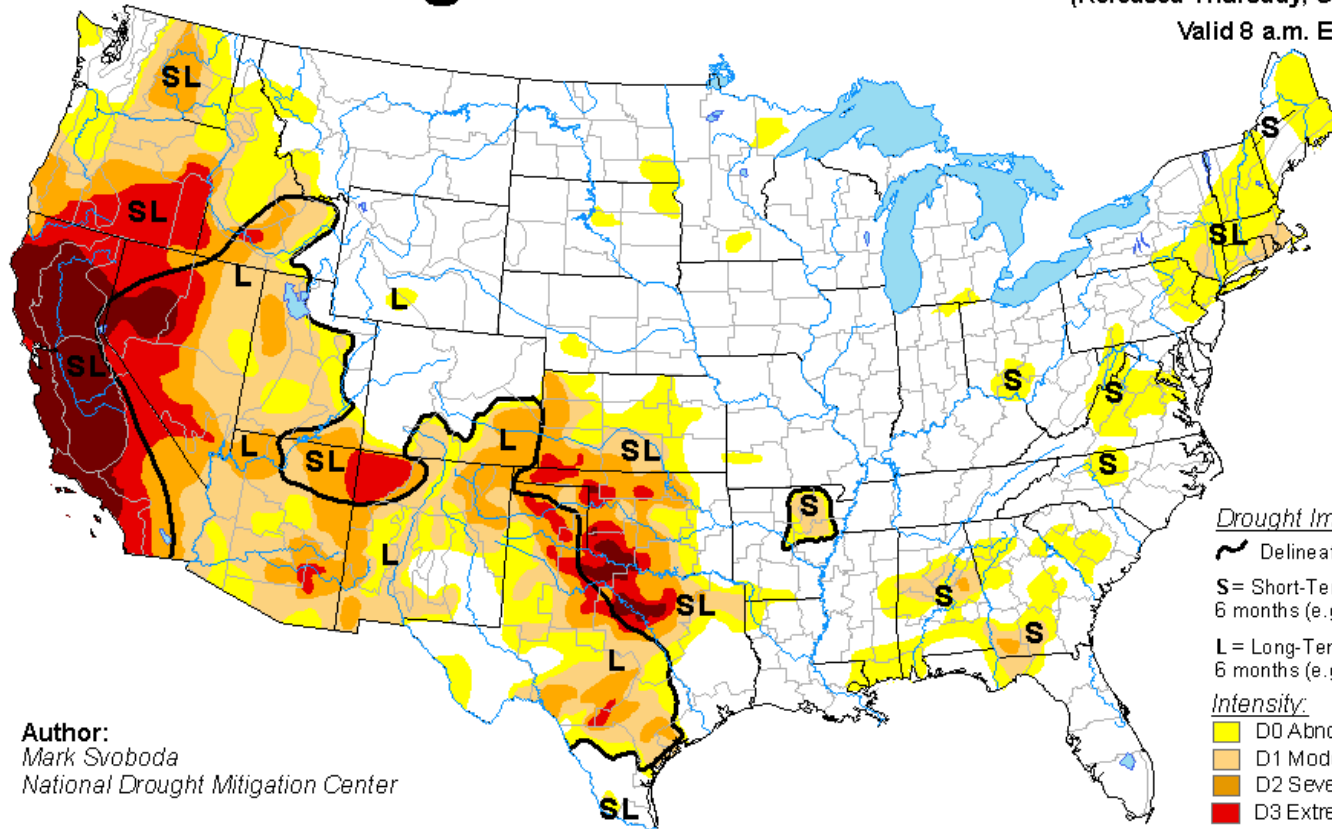 Valid 8 a.m. E
SL
S
SL
SL
L
L
SL
S
S
L
SL
L
SL
S
S
L
SL
S
S
L
SL
Drought Im
Delineat
S = Short-Te
6 months (e.g
L = Long-Ter
6 months (e.g
Intensity:
D0 Abno
D1 Mod
D2 Seve
D3 Extre
Author:
Mark Svoboda
National Drought Mitigation Center